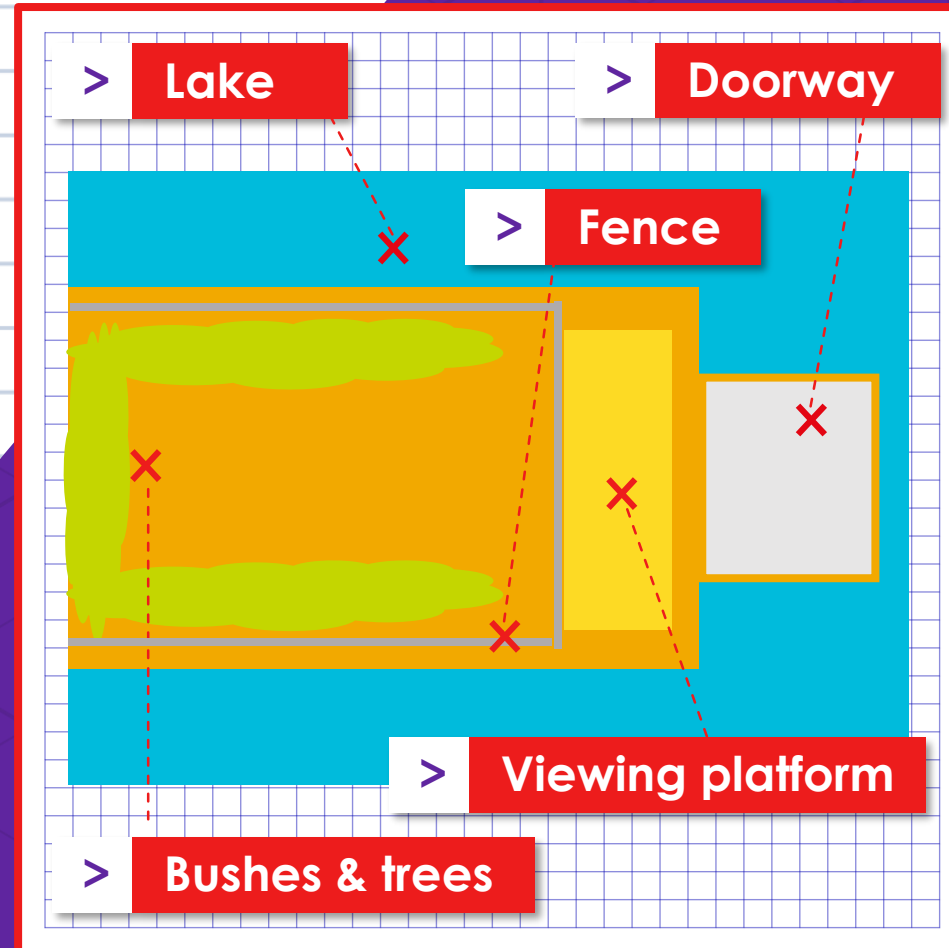 > Lake
> Doorway
> Fence
> Viewing platform
> Bushes & trees